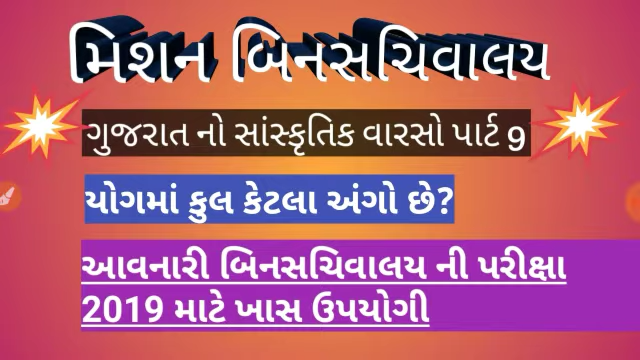 મિશન બિનસચિવાલય
ગુજરાત નો સાંસ્કૃતિક વારસો પાર્ટ 9
યોગમાં કુલ કેટલા અંગો છે?
આવનારી બિનસચિવાલય ની પરીક્ષા
2019 માટે ખાસ ઉપયોગી